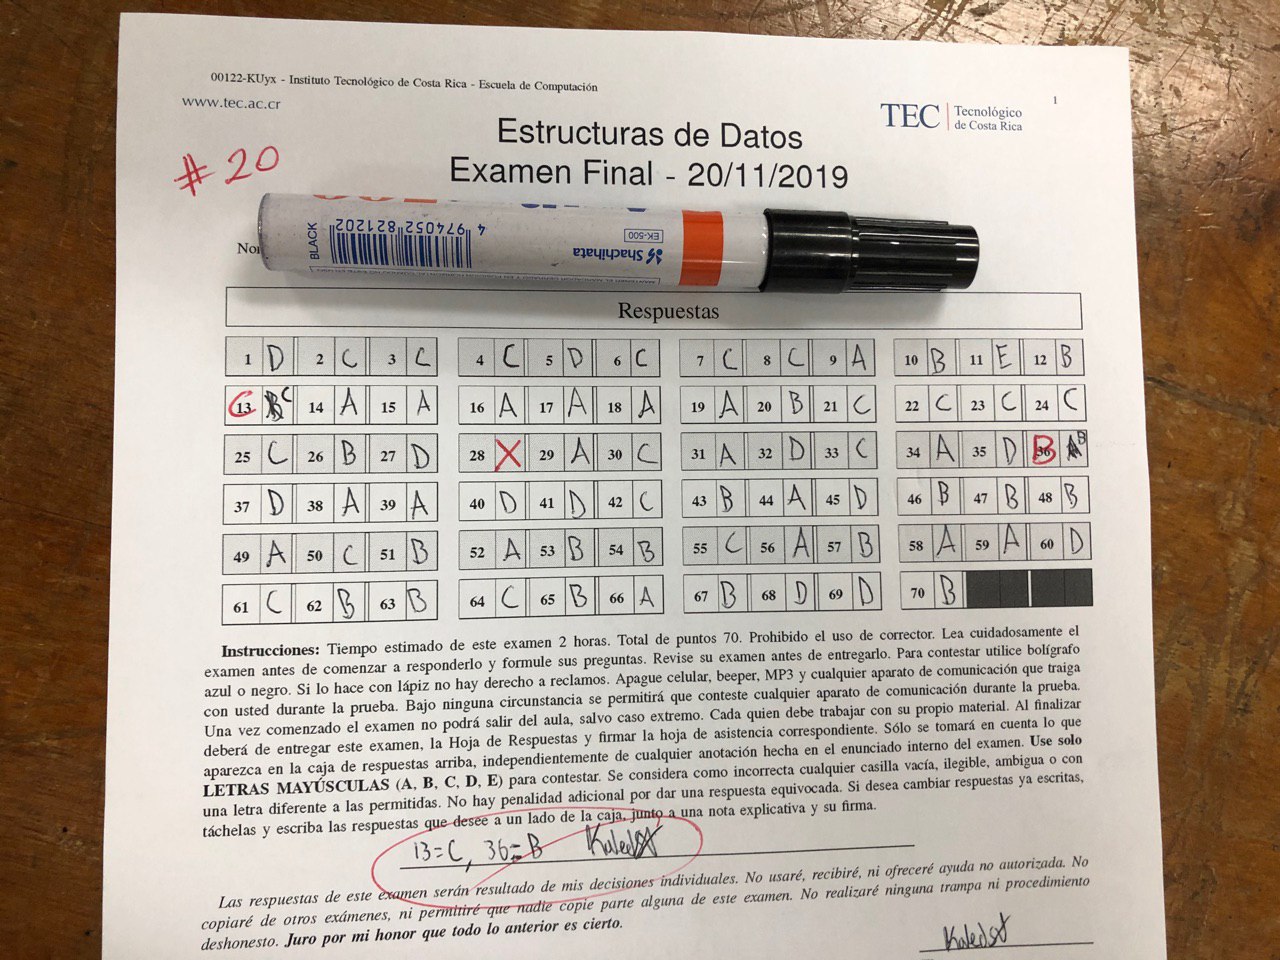 00122-KUyx - Instituto Tecnológico de Costa Rica - Escuela de Computación
1
www.tec.ac.cr
TEC Tecnológico
de Costa Rica
Estructuras de Datos
Examen Final - 20/11/2019
# 20
BLACK
4 974052 821202
EK-500
Shachihata
Respuestas
1 D 2 C 3 C 4 C 5 D 6 C 7 C 8 C 9 A 10 B 11 E 12 B
C 13 B C 14 A 15 A 16 A 17 A 18 A 19 A 20 B 21 C 22 C 23 C 24 C
25 C 26 B 27 D 28 X 29 A 30 C 31 A 32 D 33 C 34 A 35 D B 36 A B
37 D 38 A 39 A 40 D 41 D 42 C 43 B 44 A 45 D 46 B 47 B 48 B
49 A 50 C 51 B 52 A 53 B 54 B 55 C 56 A 57 B 58 A 59 A 60 D
61 C 62 B 63 B 64 C 65 B 66 A 67 B 68 D 69 D 70 B
Instrucciones: Tiempo estimado de este examen 2 horas. Total de puntos 70. Prohibido el uso de corrector. Lea cuidadosamente el
examen antes de comenzar a responderlo y formule sus preguntas. Revise su examen antes de entregarlo. Para contestar utilice bolígrafo
azul o negro. Si lo hace con lápiz no hay derecho a reclamos. Apague celular, beeper, MP3 y cualquier aparato de comunicación que traiga
con usted durante la prueba. Bajo ninguna circunstancia se permitirá que conteste cualquier aparato de comunicación durante la prueba.
Una vez comenzado el examen no podrá salir del aula, salvo caso extremo. Cada quien debe trabajar con su propio material. Al finalizar
deberá de entregar este examen, la Hoja de Respuestas y firmar la hoja de asistencia correspondiente. Sólo se tomará en cuenta lo que
aparezca en la caja de respuestas arriba, independientemente de cualquier anotación hecha en el enunciado interno del examen. Use solo
LETRAS MAYÚSCULAS (A, B, C, D, E) para contestar. Se considera como incorrecta cualquier casilla vacía, ilegible, ambigua o con
una letra diferente a las permitidas. No hay penalidad adicional por dar una respuesta equivocada. Si desea cambiar respuestas ya escritas,
táchelas y escriba las respuestas que desee a un lado de la caja, junto a una nota explicativa y su firma.
13=C, 36=B
Las respuestas de este examen serán resultado de mis decisiones individuales. No usaré, recibiré, ni ofreceré ayuda no autorizada. No
copiaré de otros exámenes, ni permitiré que nadie copie parte alguna de este examen. No realizaré ninguna trampa ni procedimiento
deshonesto. Juro por mi honor que todo lo anterior es cierto.